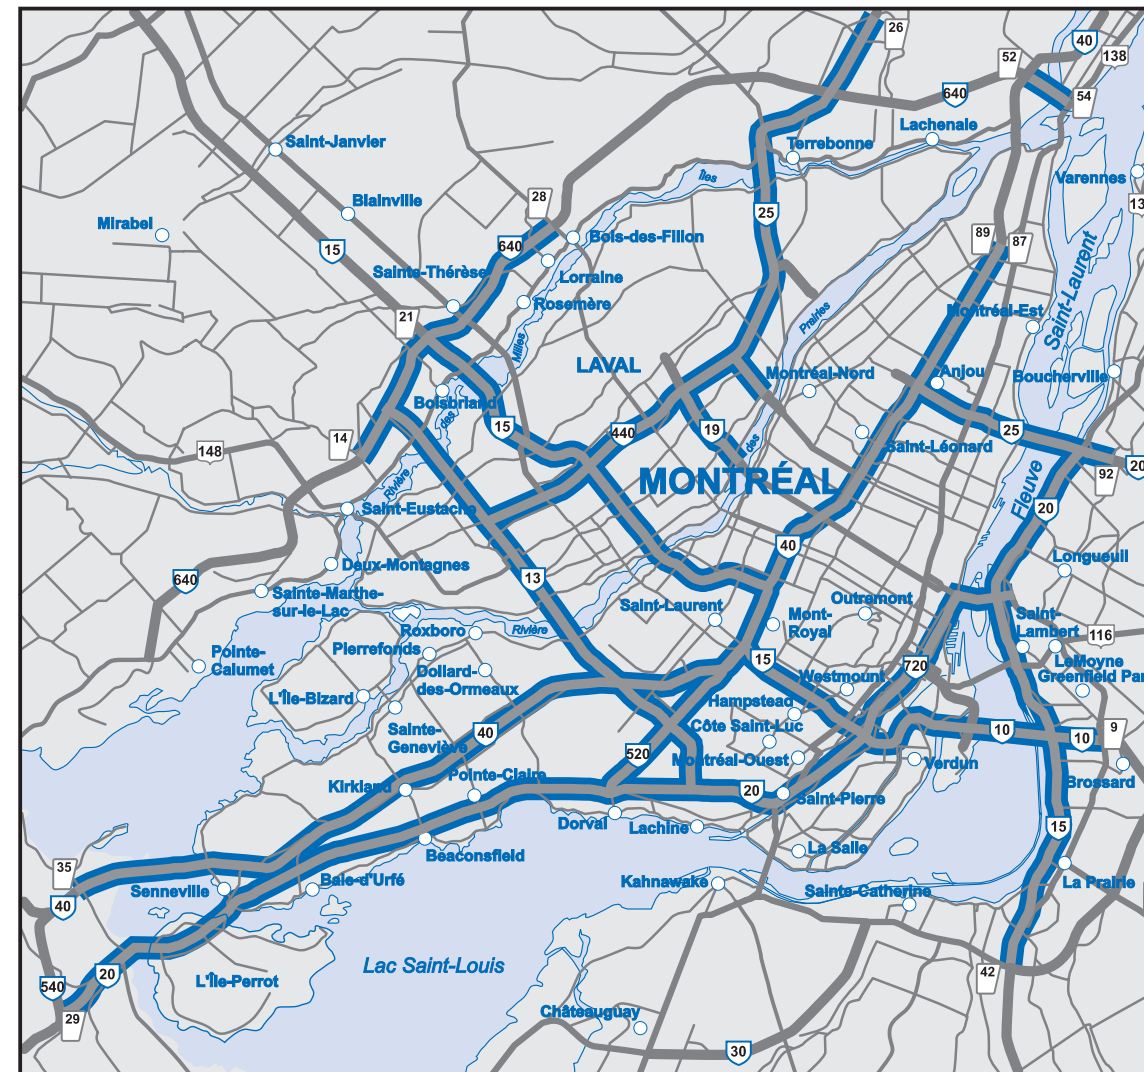 26
40
138
52
640
54
Lachenaie
Terrebonne
Saint-Janvier
Îles
Varennes
Blainville
28
13
25
Mirabel
15
640
Bois-des-Filion
89
87
Saint-Laurent
Sainte-Thérèse
Lorraine
Rosemère
21
Montréal-Est
Prairies
Milles
LAVAL
Montréal-Nord
Anjou
Boucherville
Boisbriand
des
15
440
19
25
14
148
des
Saint-Léonard
20
92
MONTRÉAL
Rivière
Fleuve
20
Saint-Eustache
40
Longueuil
Deux-Montagnes
13
640
Sainte-Marthe-
sur-le-Lac
Saint-Laurent
Outremont
Mont-
Royal
Saint-
Lambert
Roxboro
Rivière
116
Pierrefonds
15
720
LeMoyne
Pointe-
Calumet
Dollard-
des-Ormeaux
Westmount
Greenfield Par
L'Île-Bizard
Hampstead
Sainte-
Geneviève
40
Côte Saint-Luc
10
10
9
520
Montréal-Ouest
Verdun
Pointe-Claire
Kirkland
20
Saint-Pierre
Brossard
Dorval
Lachine
15
Beaconsfield
La Salle
35
Senneville
Baie-d'Urfé
Kahnawake
Sainte-Catherine
La Prairie
40
Lac Saint-Louis
20
L'Île-Perrot
42
540
29
Châteauguay
30